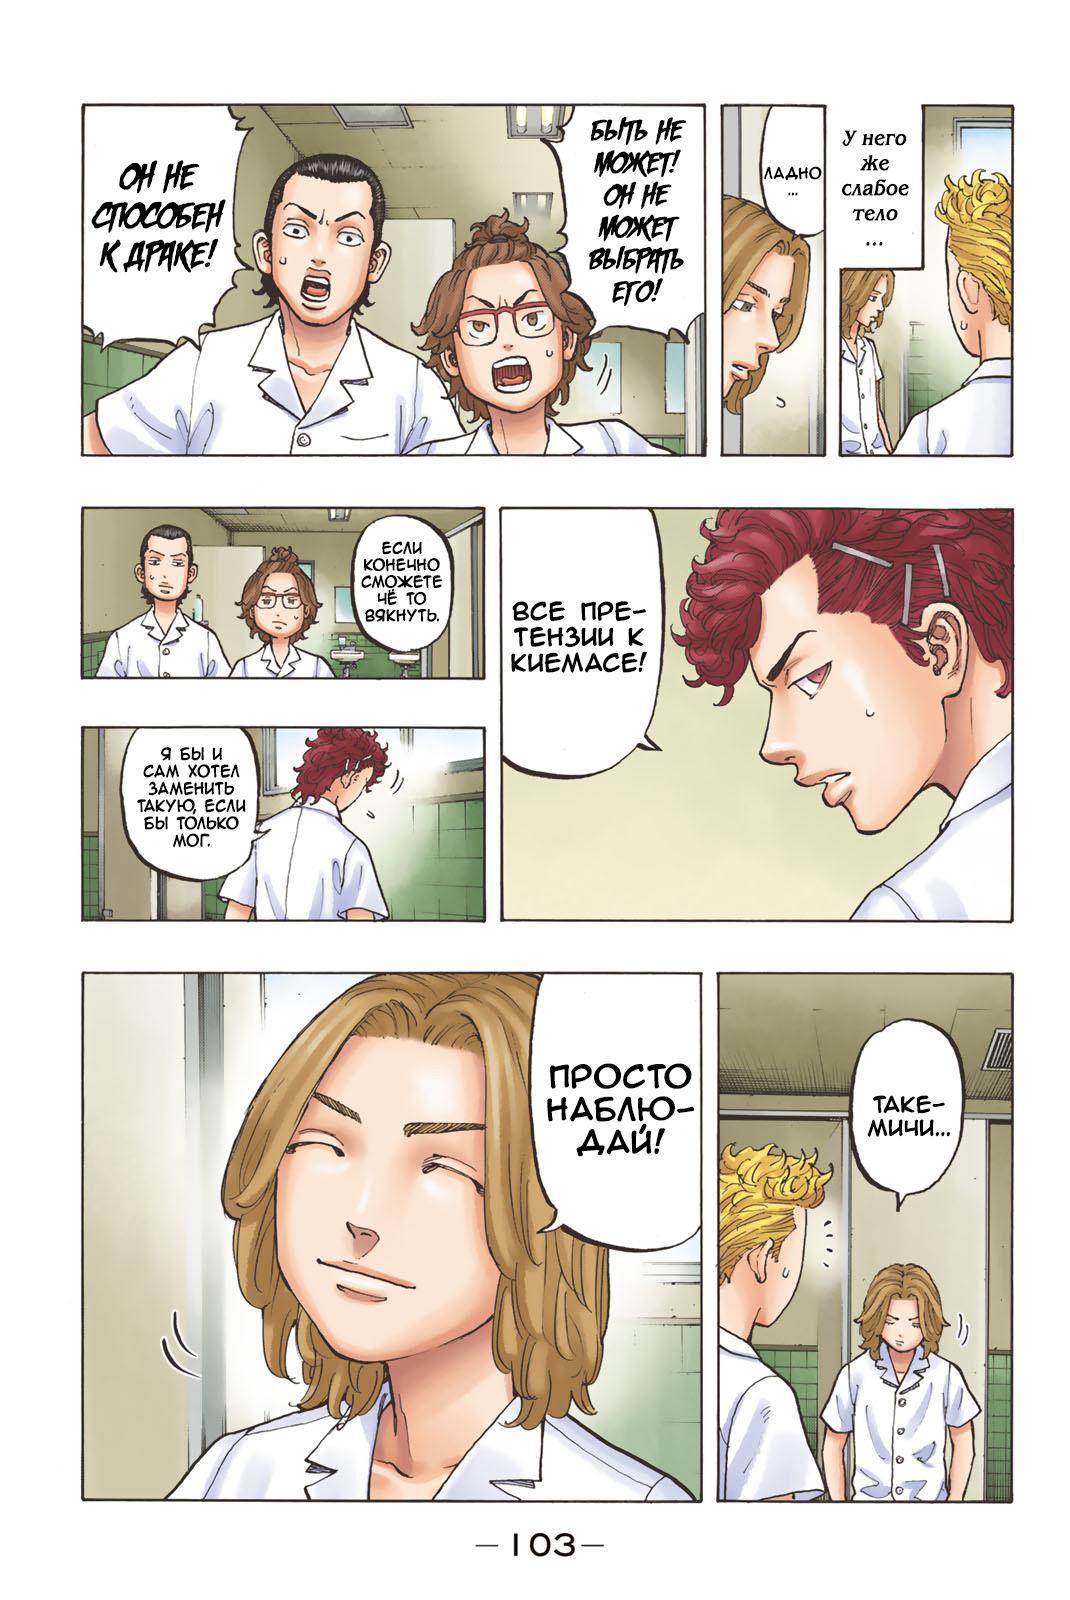 У него
же
слабое
тело
...
ЛАДНО
...
БЫТЬ НЕ
МОЖЕТ!
ОН НЕ
МОЖЕТ
ВЫБРАТЬ
ЕГО!
ОН НЕ
СПОСОБЕН
К ДРАКЕ!
ВСЕ ПРЕ-
ТЕНЗИИ К
КИЕМАСЕ!
ЕСЛИ
КОНЕЧНО
СМОЖЕТЕ
ЧЁ ТО
ВЯКНУТЬ.
Я БЫ И
САМ ХОТЕЛ
ЗАМЕНИТЬ
ТАКУЮ, ЕСЛИ
БЫ ТОЛЬКО
МОГ.
ТАКЕ-
МИЧИ...
ПРОСТО
НАБЛЮ-
ДАЙ!
—103—